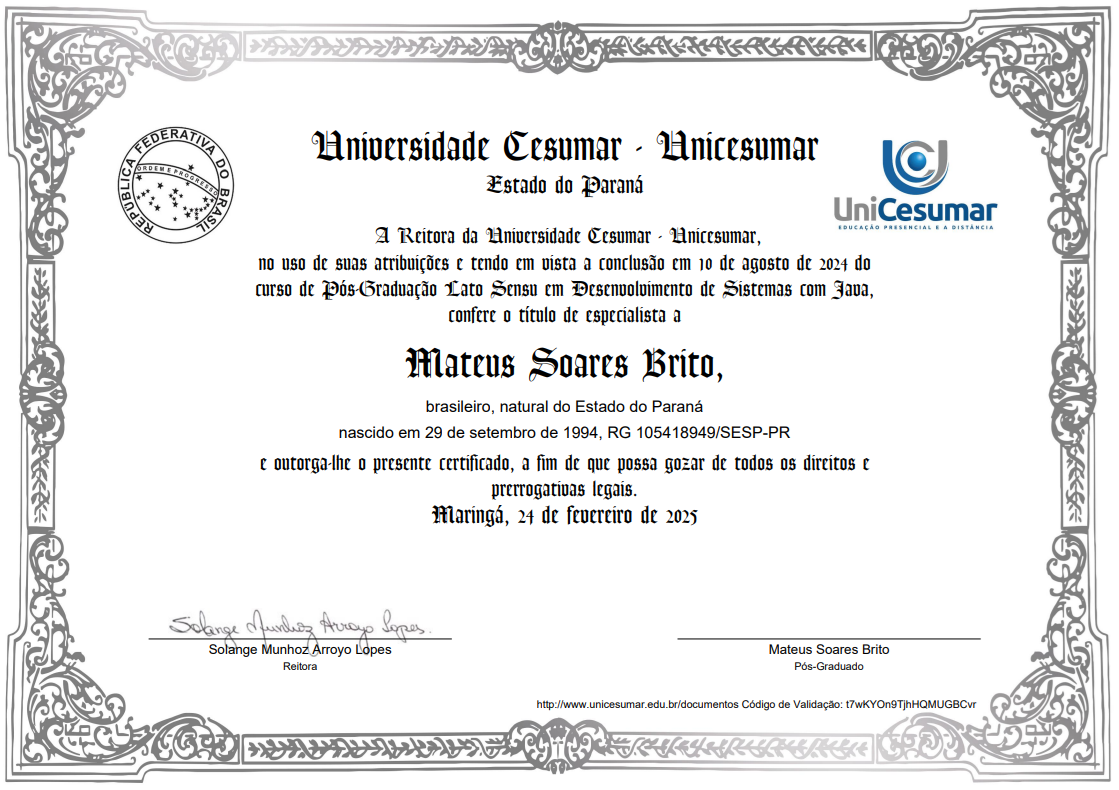 REPÚBLICA FEDERATIVA DO BRASIL
ORDEM E PROGRESSO
Universidade Cesumar - Unicesumar
Estado do Paraná
UniCesumar
EDUCAÇÃO PRESENCIAL E A DISTÂNCIA
A Reitora da Universidade Cesumar - Unicesumar,
no uso de suas atribuições e tendo em vista a conclusão em 10 de agosto de 2024 do
curso de Pós-Graduação Lato Sensu em Desenvolvimento de Sistemas com Java,
confere o título de especialista a
Mateus Soares Brito,
brasileiro, natural do Estado do Paraná
nascido em 29 de setembro de 1994, RG 105418949/SESP-PR
e outorga-lhe o presente certificado, a fim de que possa gozar de todos os direitos e
prerrogativas legais.
Maringá, 24 de fevereiro de 2025
Solange Munhoz Arroyo Lopes.
Solange Munhoz Arroyo Lopes
Reitora
Mateus Soares Brito
Pós-Graduado
http://www.unicesumar.edu.br/documentos Código de Validação: t7wKYOn9TjhHQMUGBCvr